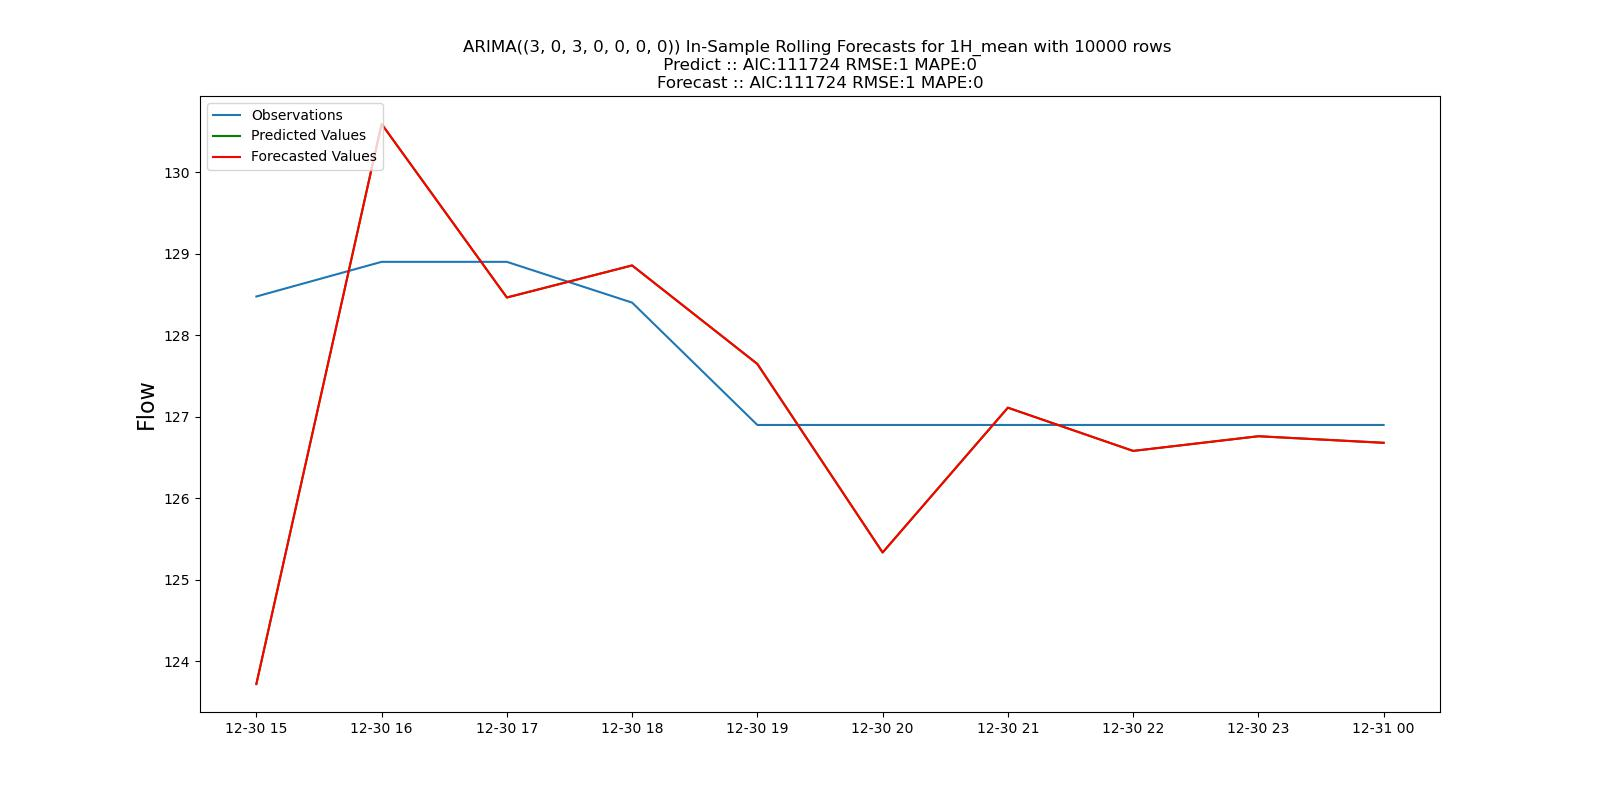 ARIMA((3, 0, 3, 0, 0, 0, 0)) In-Sample Rolling Forecasts for 1H_mean with 10000 rows
Predict :: AIC:111724 RMSE:1 MAPE:0
Forecast :: AIC:111724 RMSE:1 MAPE:0
Observations
Predicted Values
Forecasted Values
130
129
128
127
126
125
124
Flow
12-30 15
12-30 16
12-30 17
12-30 18
12-30 19
12-30 20
12-30 21
12-30 22
12-30 23
12-31 00